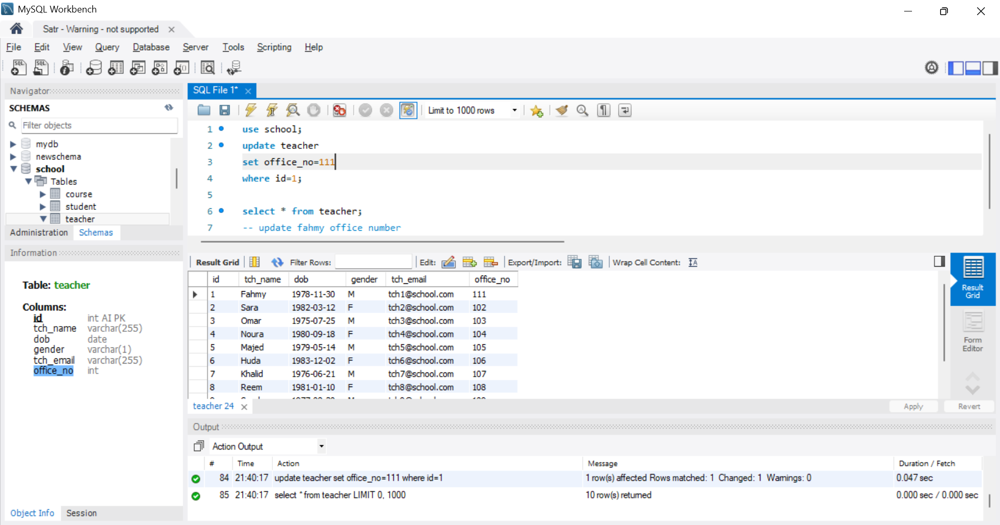 MySQL Workbench
Satr - Warning - not supported
File Edit View Query Database Server Tools Scripting Help
Navigator
SCHEMAS
Filter objects
mydb
newschema
school
Tables
course
student
teacher
Administration Schemas
Information
Table: teacher
Columns:
id int AI PK
tch_name varchar(255)
dob date
gender varchar(1)
tch_email varchar(255)
office_no int
Object Info Session
SQL File 1*
Limit to 1000 rows
1 use school;
2 update teacher
3 set office_no=111
4 where id=1;
5
6 select * from teacher;
7 -- update fahmy office number
Result Grid Filter Rows: Edit: Export/Import: Wrap Cell Content:
id tch_name dob gender tch_email office_no
1 Fahmy 1978-11-30 M tch1@school.com 111
2 Sara 1982-03-12 F tch2@school.com 102
3 Omar 1975-07-25 M tch3@school.com 103
4 Noura 1980-09-18 F tch4@school.com 104
5 Majed 1979-05-14 M tch5@school.com 105
6 Huda 1983-12-02 F tch6@school.com 106
7 Khalid 1976-06-21 M tch7@school.com 107
8 Reem 1981-01-10 F tch8@school.com 108
Result
Grid
Form
Editor
teacher 24
Apply Revert
Output
Action Output
# Time Action Message Duration / Fetch
84 21:40:17 update teacher set office_no=111 where id=1 1 row(s) affected Rows matched: 1 Changed: 1 Warnings: 0 0.047 sec
85 21:40:17 select * from teacher LIMIT 0, 1000 10 row(s) returned 0.000 sec / 0.000 sec